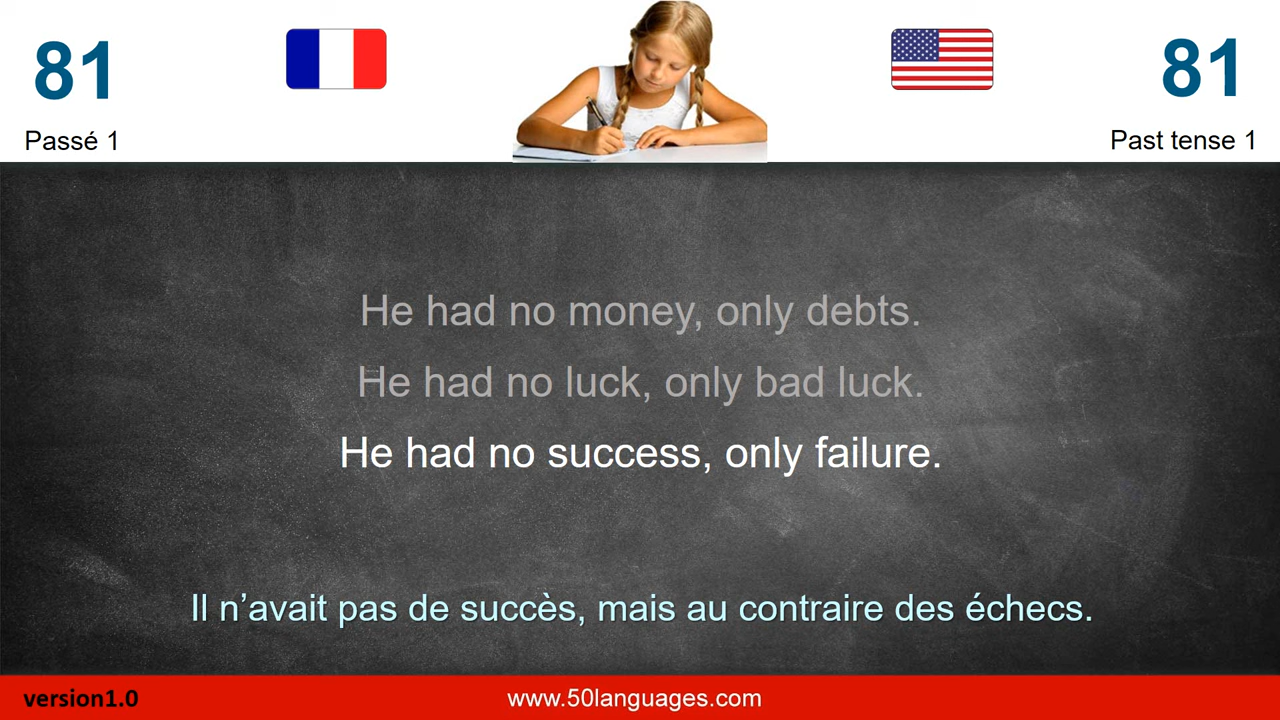 81
81
Passé 1
Past tense 1
He had no money, only debts.
He had no luck, only bad luck.
He had no success, only failure.
Il n’avait pas de succès, mais au contraire des échecs.
version1.0
www.50languages.com